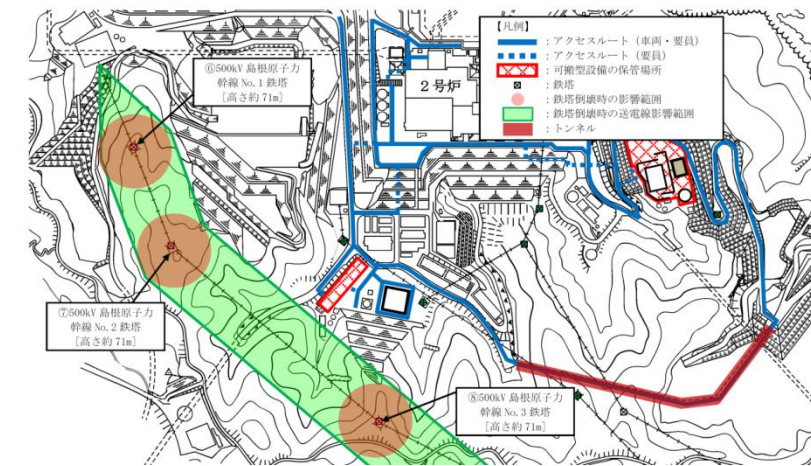 ⑥500kV 島根原子力
幹線 No.1 鉄塔
[高さ約 71m]
2号炉
【凡例】
：アクセスルート（車両・要員）
：アクセスルート（要員）
：可搬型設備の保管場所
：鉄塔
：鉄塔倒壊時の影響範囲
：鉄塔倒壊時の送電線影響範囲
：トンネル
⑦500kV 島根原子力
幹線 No.2 鉄塔
[高さ約 71m]
⑧500kV 島根原子力
幹線 No.3 鉄塔
[高さ約 71m]